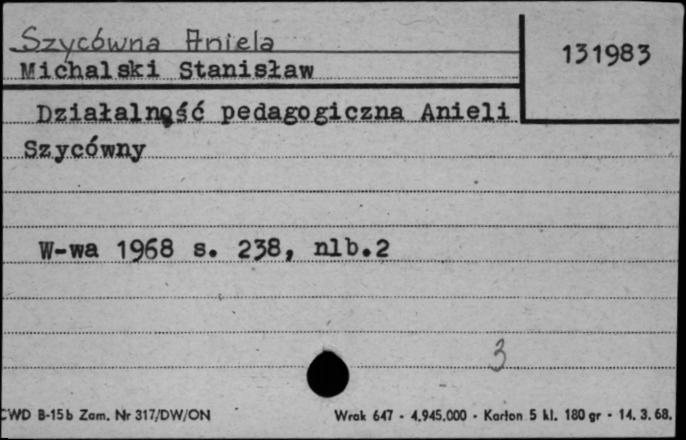 Szycówna Aniela
131983
Michalski Stanisław
Działalność pedagogiczna Anieli
Szycówny
W-wa 1968 s. 238, nlb.2
3
CWD B-15b Zam. Nr 317/DW/ON Wrak 647 - 4.945.000 - Karton 5 kl. 180 gr - 14. 3. 68.